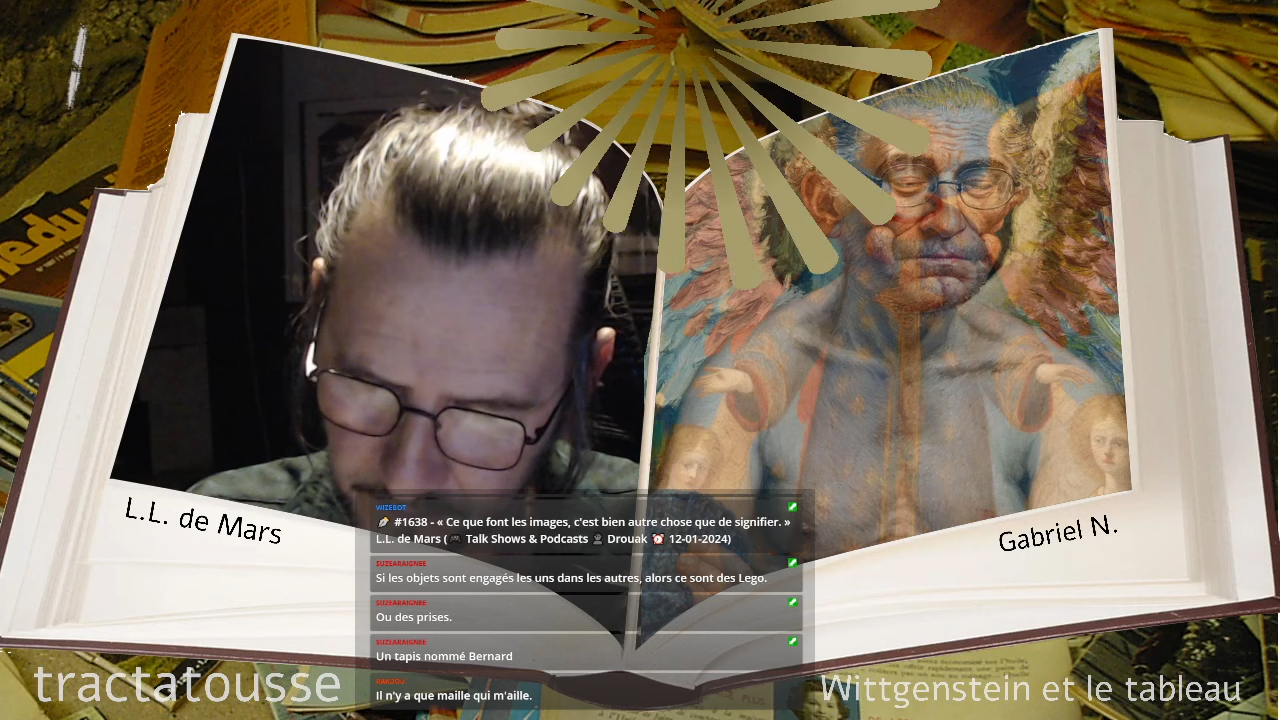 L.L. de Mars
Gabriel N.
WIZEBOT
#1638 - « Ce que font les images, c'est bien autre chose que de signifier. »
L.L. de Mars ( Talk Shows & Podcasts Drouak 12-01-2024)
SUZEARAIGNEE
Si les objets sont engagés les uns dans les autres, alors ce sont des Lego.
SUZEARAIGNEE
Ou des prises.
SUZEARAIGNEE
Un tapis nommé Bernard
Il n'y a que maille qui m'aille.
tractatousse
Wittgenstein et le tableau